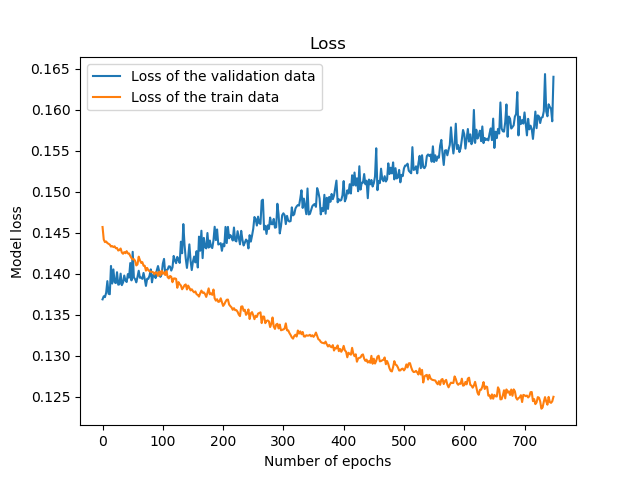 Loss
Loss of the validation data
Loss of the train data
0.165
0.160
0.155
0.150
0.145
0.140
0.135
0.130
0.125
Model loss
0 100 200 300 400 500 600 700
Number of epochs